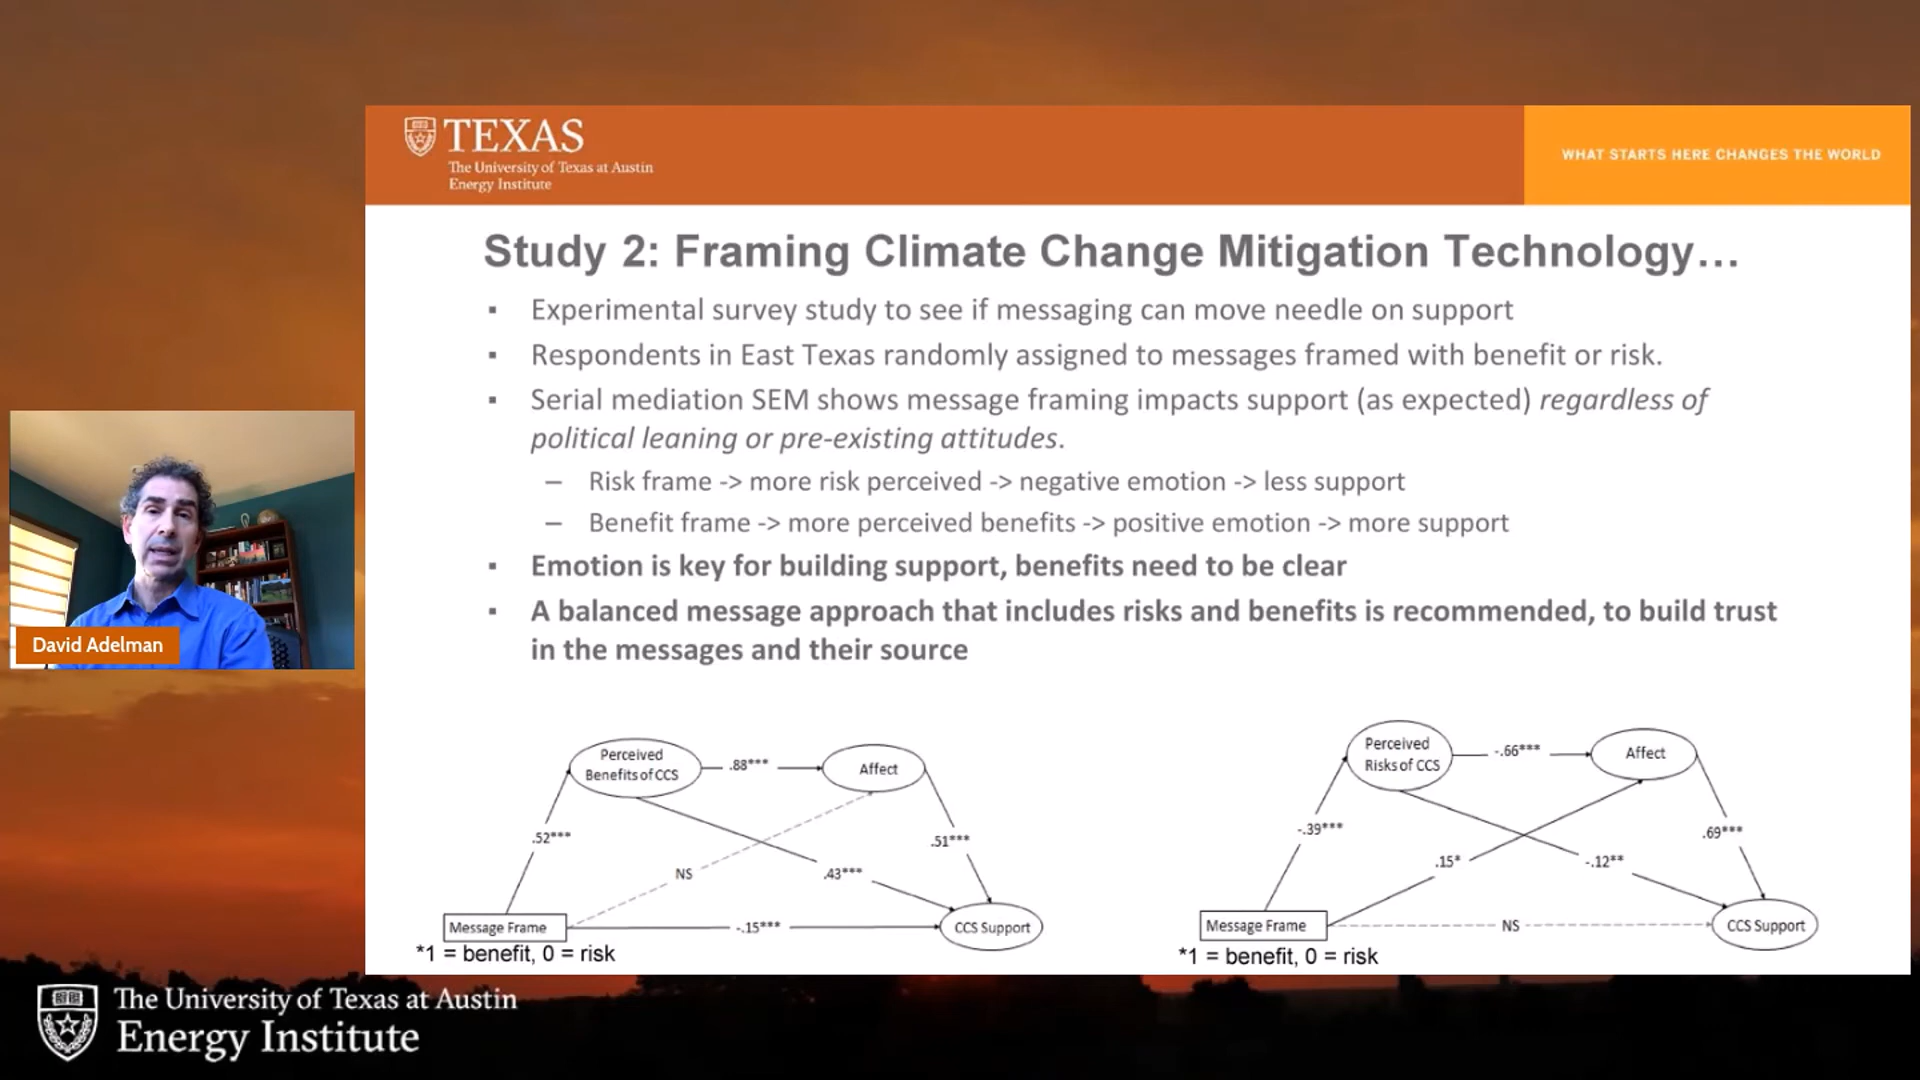 TEXAS
The University of Texas at Austin
Energy Institute
WHAT STARTS HERE CHANGES THE WORLD
Study 2: Framing Climate Change Mitigation Technology…
▪ Experimental survey study to see if messaging can move needle on support
▪ Respondents in East Texas randomly assigned to messages framed with benefit or risk.
▪ Serial mediation SEM shows message framing impacts support (as expected) regardless of
political leaning or pre-existing attitudes.
– Risk frame -> more risk perceived -> negative emotion -> less support
– Benefit frame -> more perceived benefits -> positive emotion -> more support
▪ Emotion is key for building support, benefits need to be clear
▪ A balanced message approach that includes risks and benefits is recommended, to build trust
in the messages and their source
David Adelman
Perceived
Benefits of CCS
.88***
Affect
.52***
.51***
NS
.43***
Message Frame
-.15***
CCS Support
*1 = benefit, 0 = risk
Perceived
Risks of CCS
-.66***
Affect
-.39***
.69***
.15*
-.12**
Message Frame
NS
CCS Support
*1 = benefit, 0 = risk
The University of Texas at Austin
Energy Institute